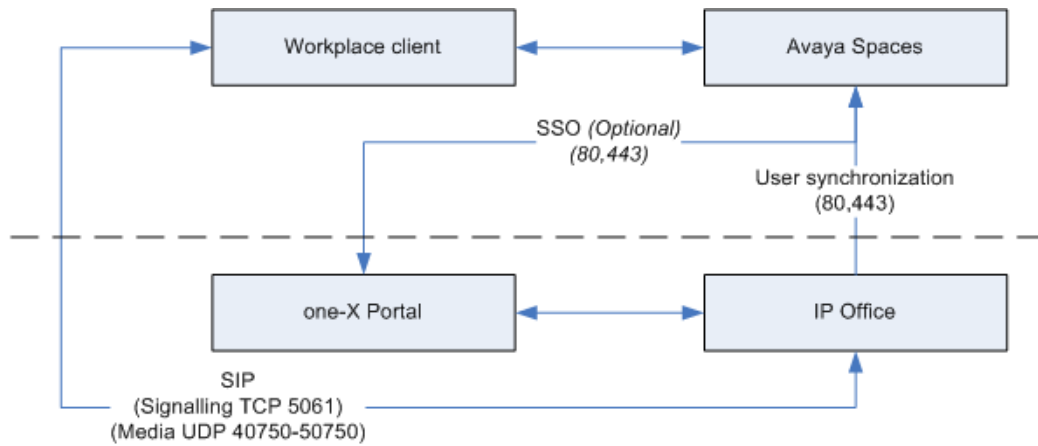 Workplace client
Avaya Spaces
SSO (Optional)
(80,443)
User synchronization
(80,443)
one-X Portal
IP Office
SIP
(Signalling TCP 5061)
(Media UDP 40750-50750)